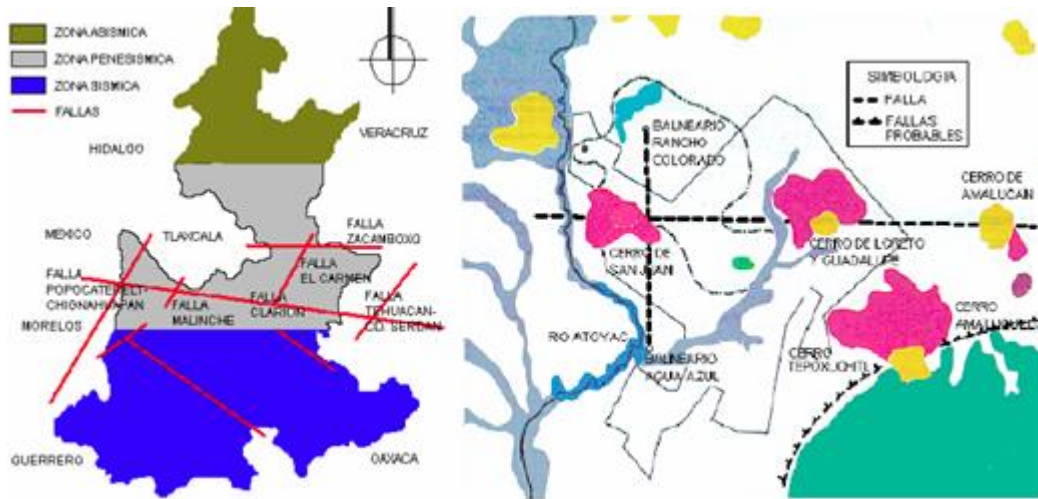 ZONA ABISMICA
ZONA PENESISMICA
ZONA SISMICA
FALLAS
HIDALGO
VERACRUZ
MEXICO
TLAXCALA
FALLA
ZACAMBOXO
FALLA
EL CARMEN
FALLA
POPOCATEPETL-
CHIGNAHUAPAN
FALLA
MALINCHE
FALLA
CLARION
FALLA
TEHUACAN-
CD. SERDAN
MORELOS
GUERRERO
OAXACA
SIMBOLOGIA
FALLA
FALLAS
PROBABLES
BALNEARIO
RANCHO
COLORADO
CERRO DE
AMALUCAN
CERRO DE
SAN JUAN
CERRO DE LORETO
Y GUADALUPE
RIO ATOYAC
BALNEARIO
AGUA AZUL
CERRO
CERRO
TEPOXUCHITL